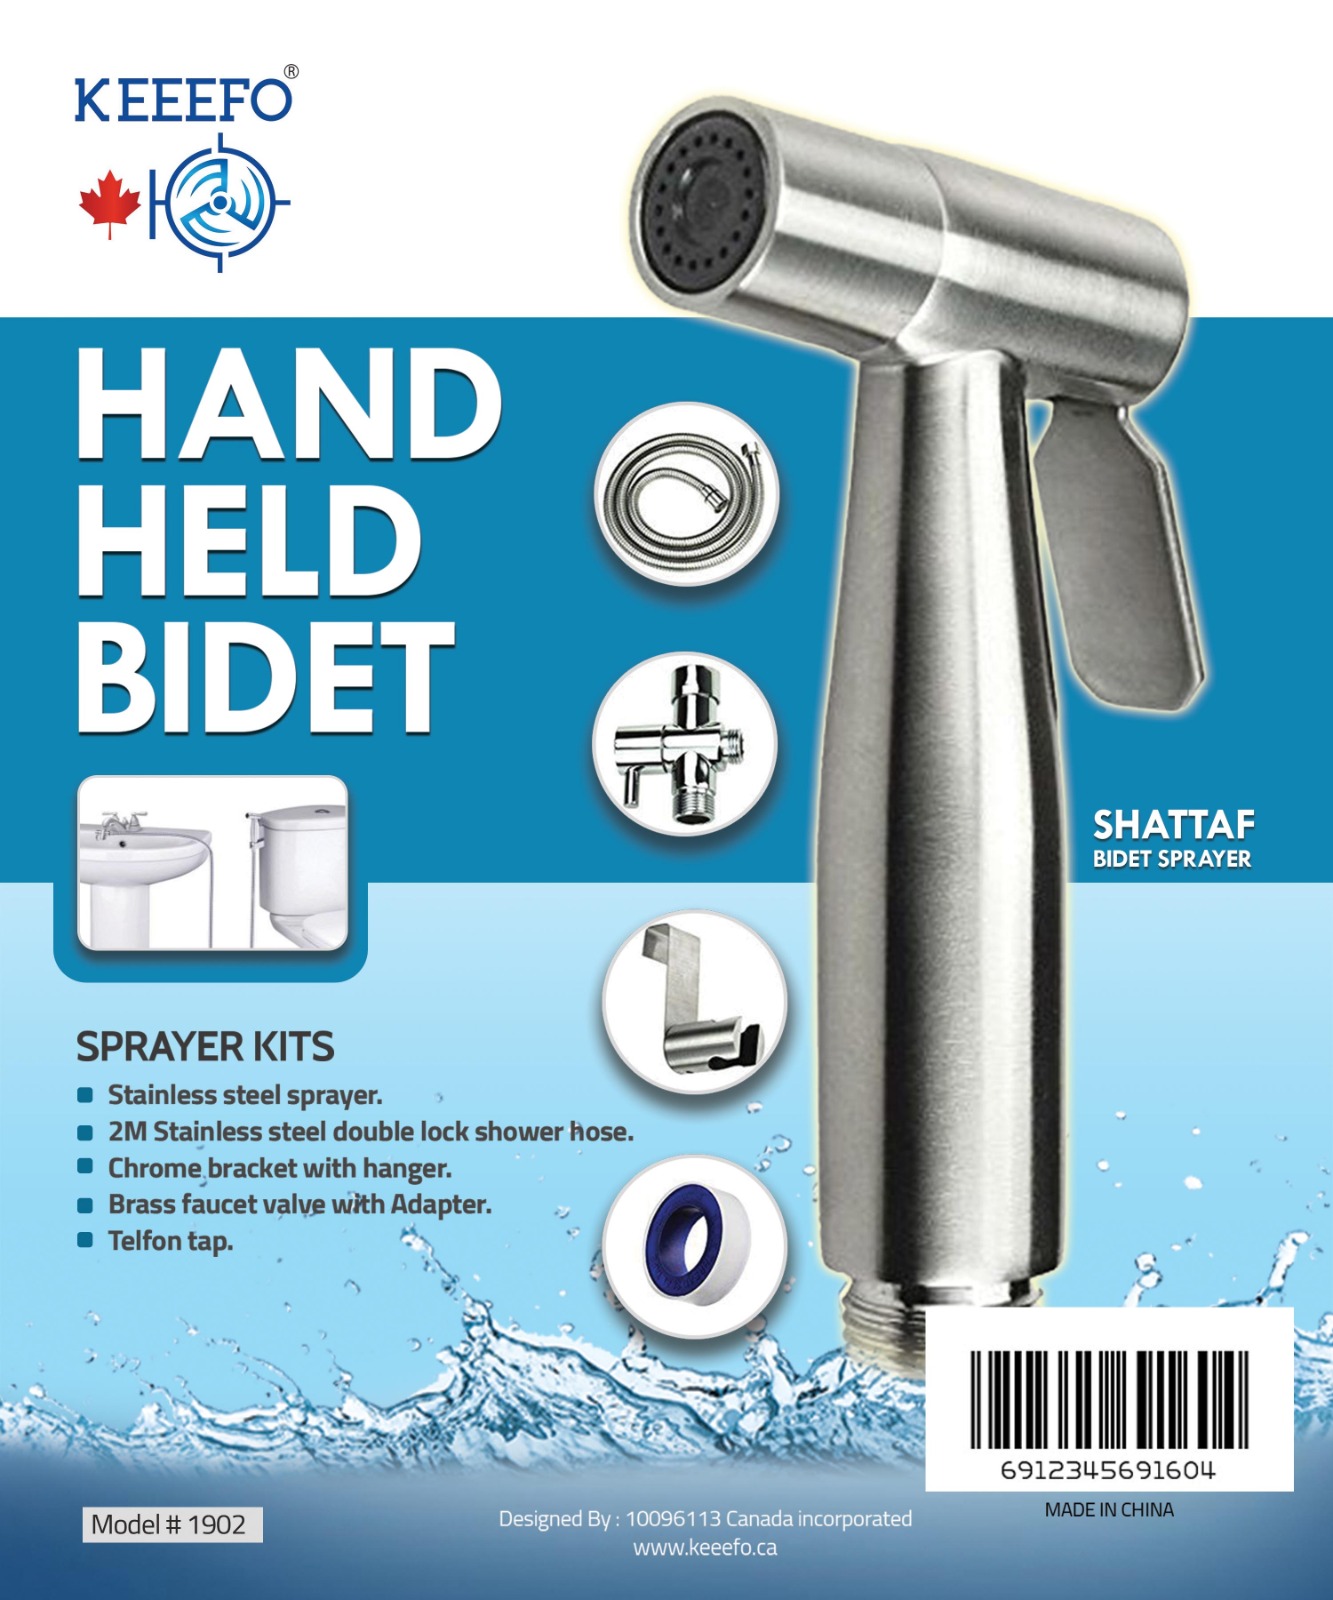 KEEEFO®
HAND
HELD
BIDET
SHATTAF
BIDET SPRAYER
SPRAYER KITS
Stainless steel sprayer.
2M Stainless steel double lock shower hose.
Chrome bracket with hanger.
Brass faucet valve with Adapter.
Telfon tap.
6912345691604
MADE IN CHINA
Model # 1902
Designed By : 10096113 Canada incorporated
www.keeefo.ca